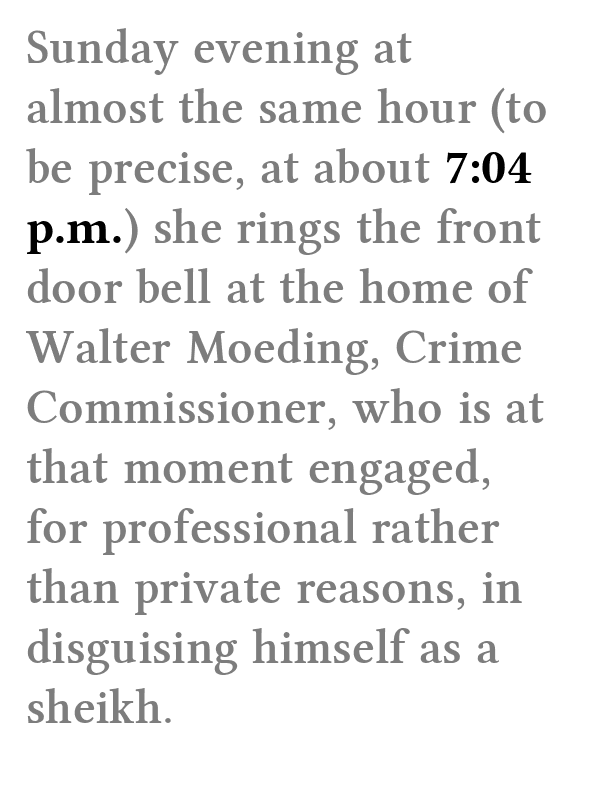 Sunday evening at
almost the same hour (to
be precise, at about 7:04
p.m.) she rings the front
door bell at the home of
Walter Moeding, Crime
Commissioner, who is at
that moment engaged,
for professional rather
than private reasons, in
disguising himself as a
sheikh.